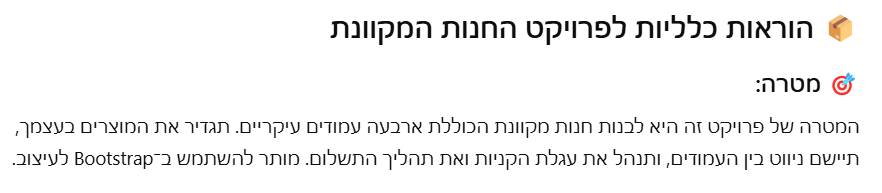 📦 הוראות כלליות לפרויקט החנות המקוונת
🎯 מטרה:
המטרה של פרויקט זה היא לבנות חנות מקוונת הכוללת ארבעה עמודים עיקריים. תגדיר את המוצרים בעצמך,
תיישם ניווט בין העמודים, ותנהל את עגלת הקניות ואת תהליך התשלום. מותר להשתמש ב־Bootstrap לעיצוב.